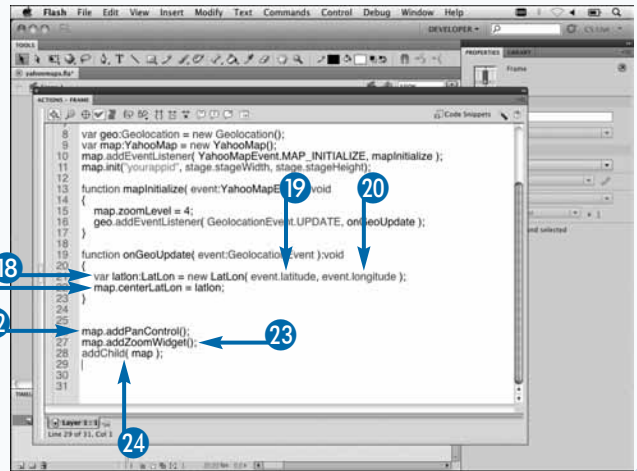 Flash File Edit View Insert Modify Text Commands Control Debug Window Help
DEVELOPER
CS Live
TOOLS
PROPERTIES LIBRARY
yahoomaps.fla*
Frame
ACTIONS - FRAME
Code Snippets
8 var geo:Geolocation = new Geolocation();
9 var map:YahooMap = new YahooMap();
10 map.addEventListener( YahooMapEvent.MAP_INITIALIZE, mapInitialize );
11 map.init("yourappid", stage.stageWidth, stage.stageHeight);
12
13 function mapInitialize( event:YahooMapE :void
14 {
15 map.zoomLevel = 4;
16 geo.addEventListener( GeolocationEvent.UPDATE, onGeoUpdate );
17 }
18
19 function onGeoUpdate( event:GeolocationEvent ):void
20 {
21 var latlon:LatLon = new LatLon( event.latitude, event.longitude );
22 map.centerLatLon = latlon;
23 }
24
25
26 map.addPanControl();
27 map.addZoomWidget();
28 addChild( map );
29
30
31
19
20
18
2
23
24
nd selected
Layer 1 : 1
Line 29 of 31, Col 1